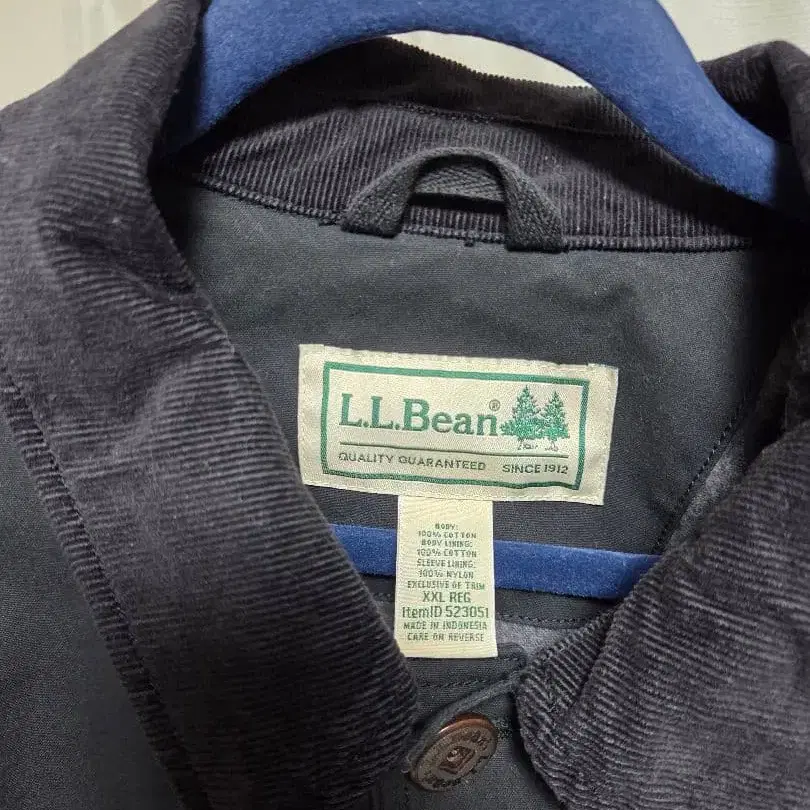 L.L.Bean®
QUALITY GUARANTEED SINCE 1912
BODY:
100% COTTON
BODY LINING:
100% COTTON
SLEEVE LINING:
100% NYLON
EXCLUSIVE OF TRIM
XXL REG
ItemID 523051
MADE IN INDONESIA
CARE ON REVERSE